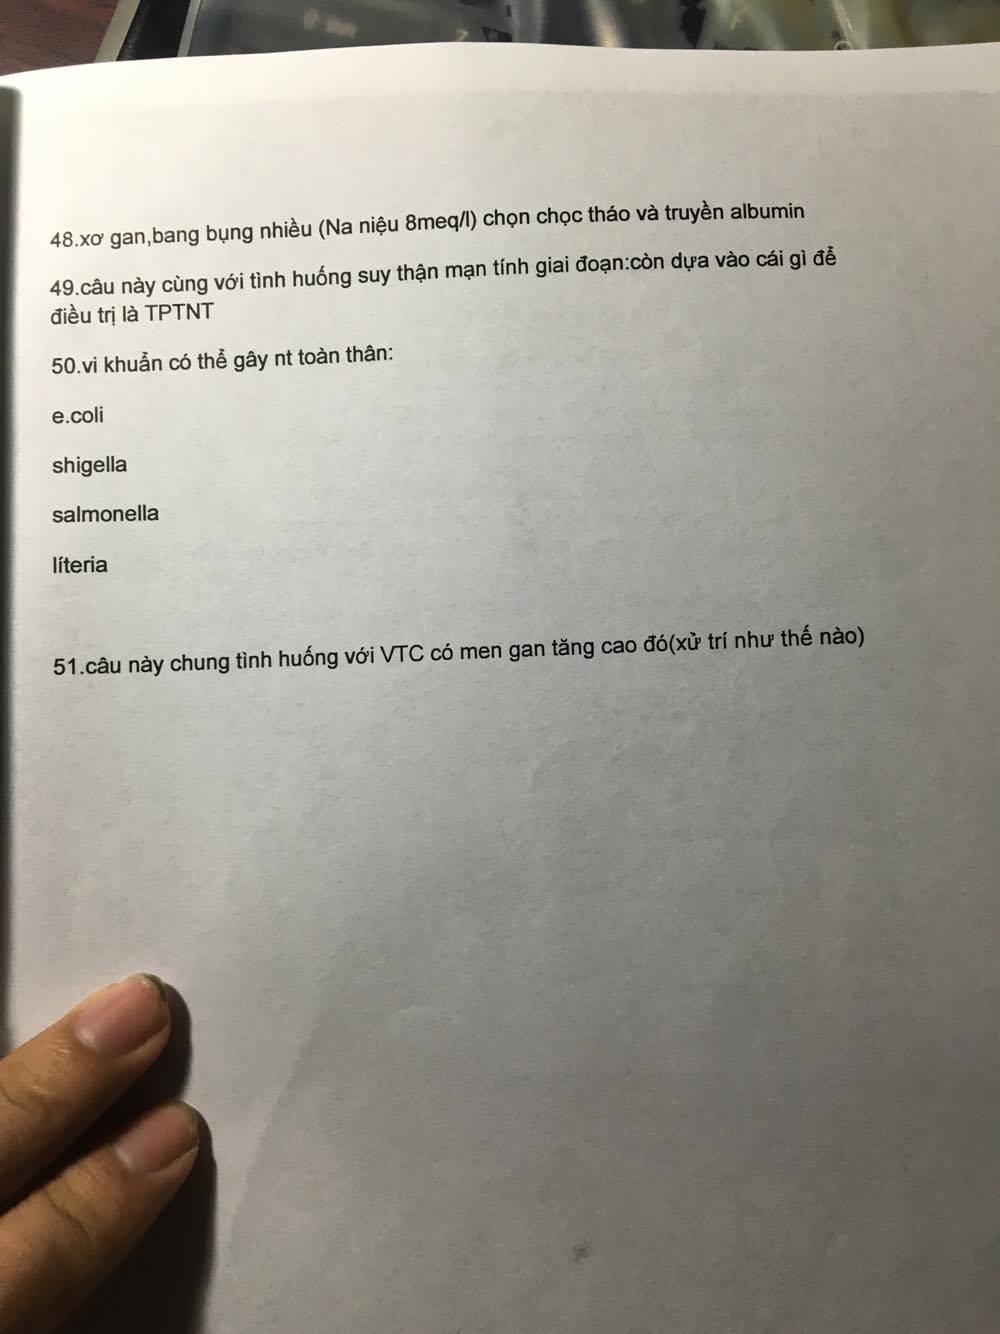 48.xơ gan,bang bụng nhiều (Na niệu 8meq/l) chọn chọc tháo và truyền albumin
49.câu này cùng với tình huống suy thận mạn tính giai đoạn:còn dựa vào cái gì để
điều trị là TPTNT
50.vi khuẩn có thể gây nt toàn thân:
e.coli
shigella
salmonella
líteria
51.câu này chung tình huống với VTC có men gan tăng cao đó(xử trí như thế nào)